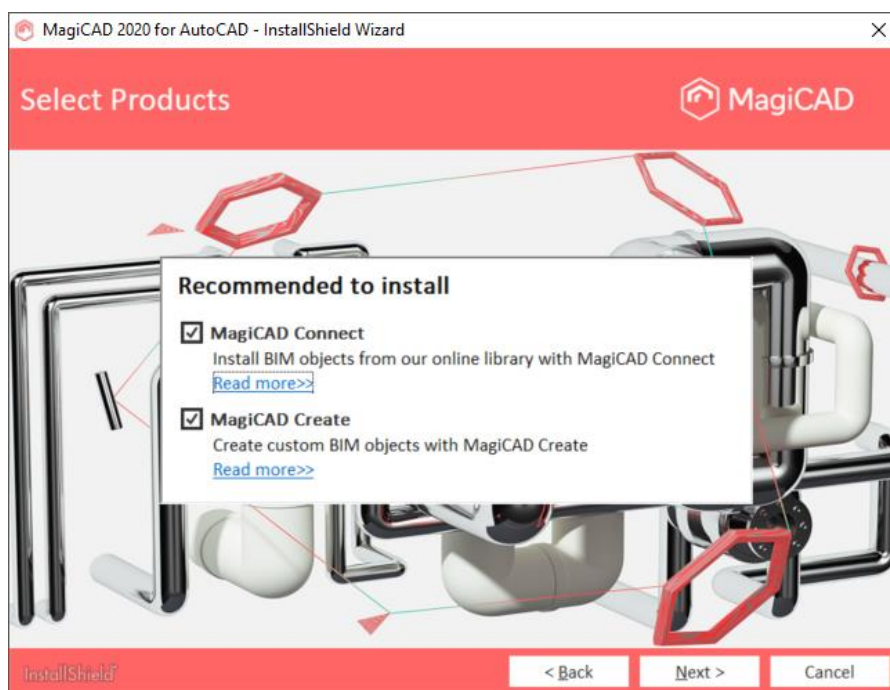 MagiCAD 2020 for AutoCAD - InstallShield Wizard
Select Products
MagiCAD
Recommended to install
MagiCAD Connect
Install BIM objects from our online library with MagiCAD Connect
Read more>>
MagiCAD Create
Create custom BIM objects with MagiCAD Create
Read more>>
InstallShield
< Back
Next >
Cancel